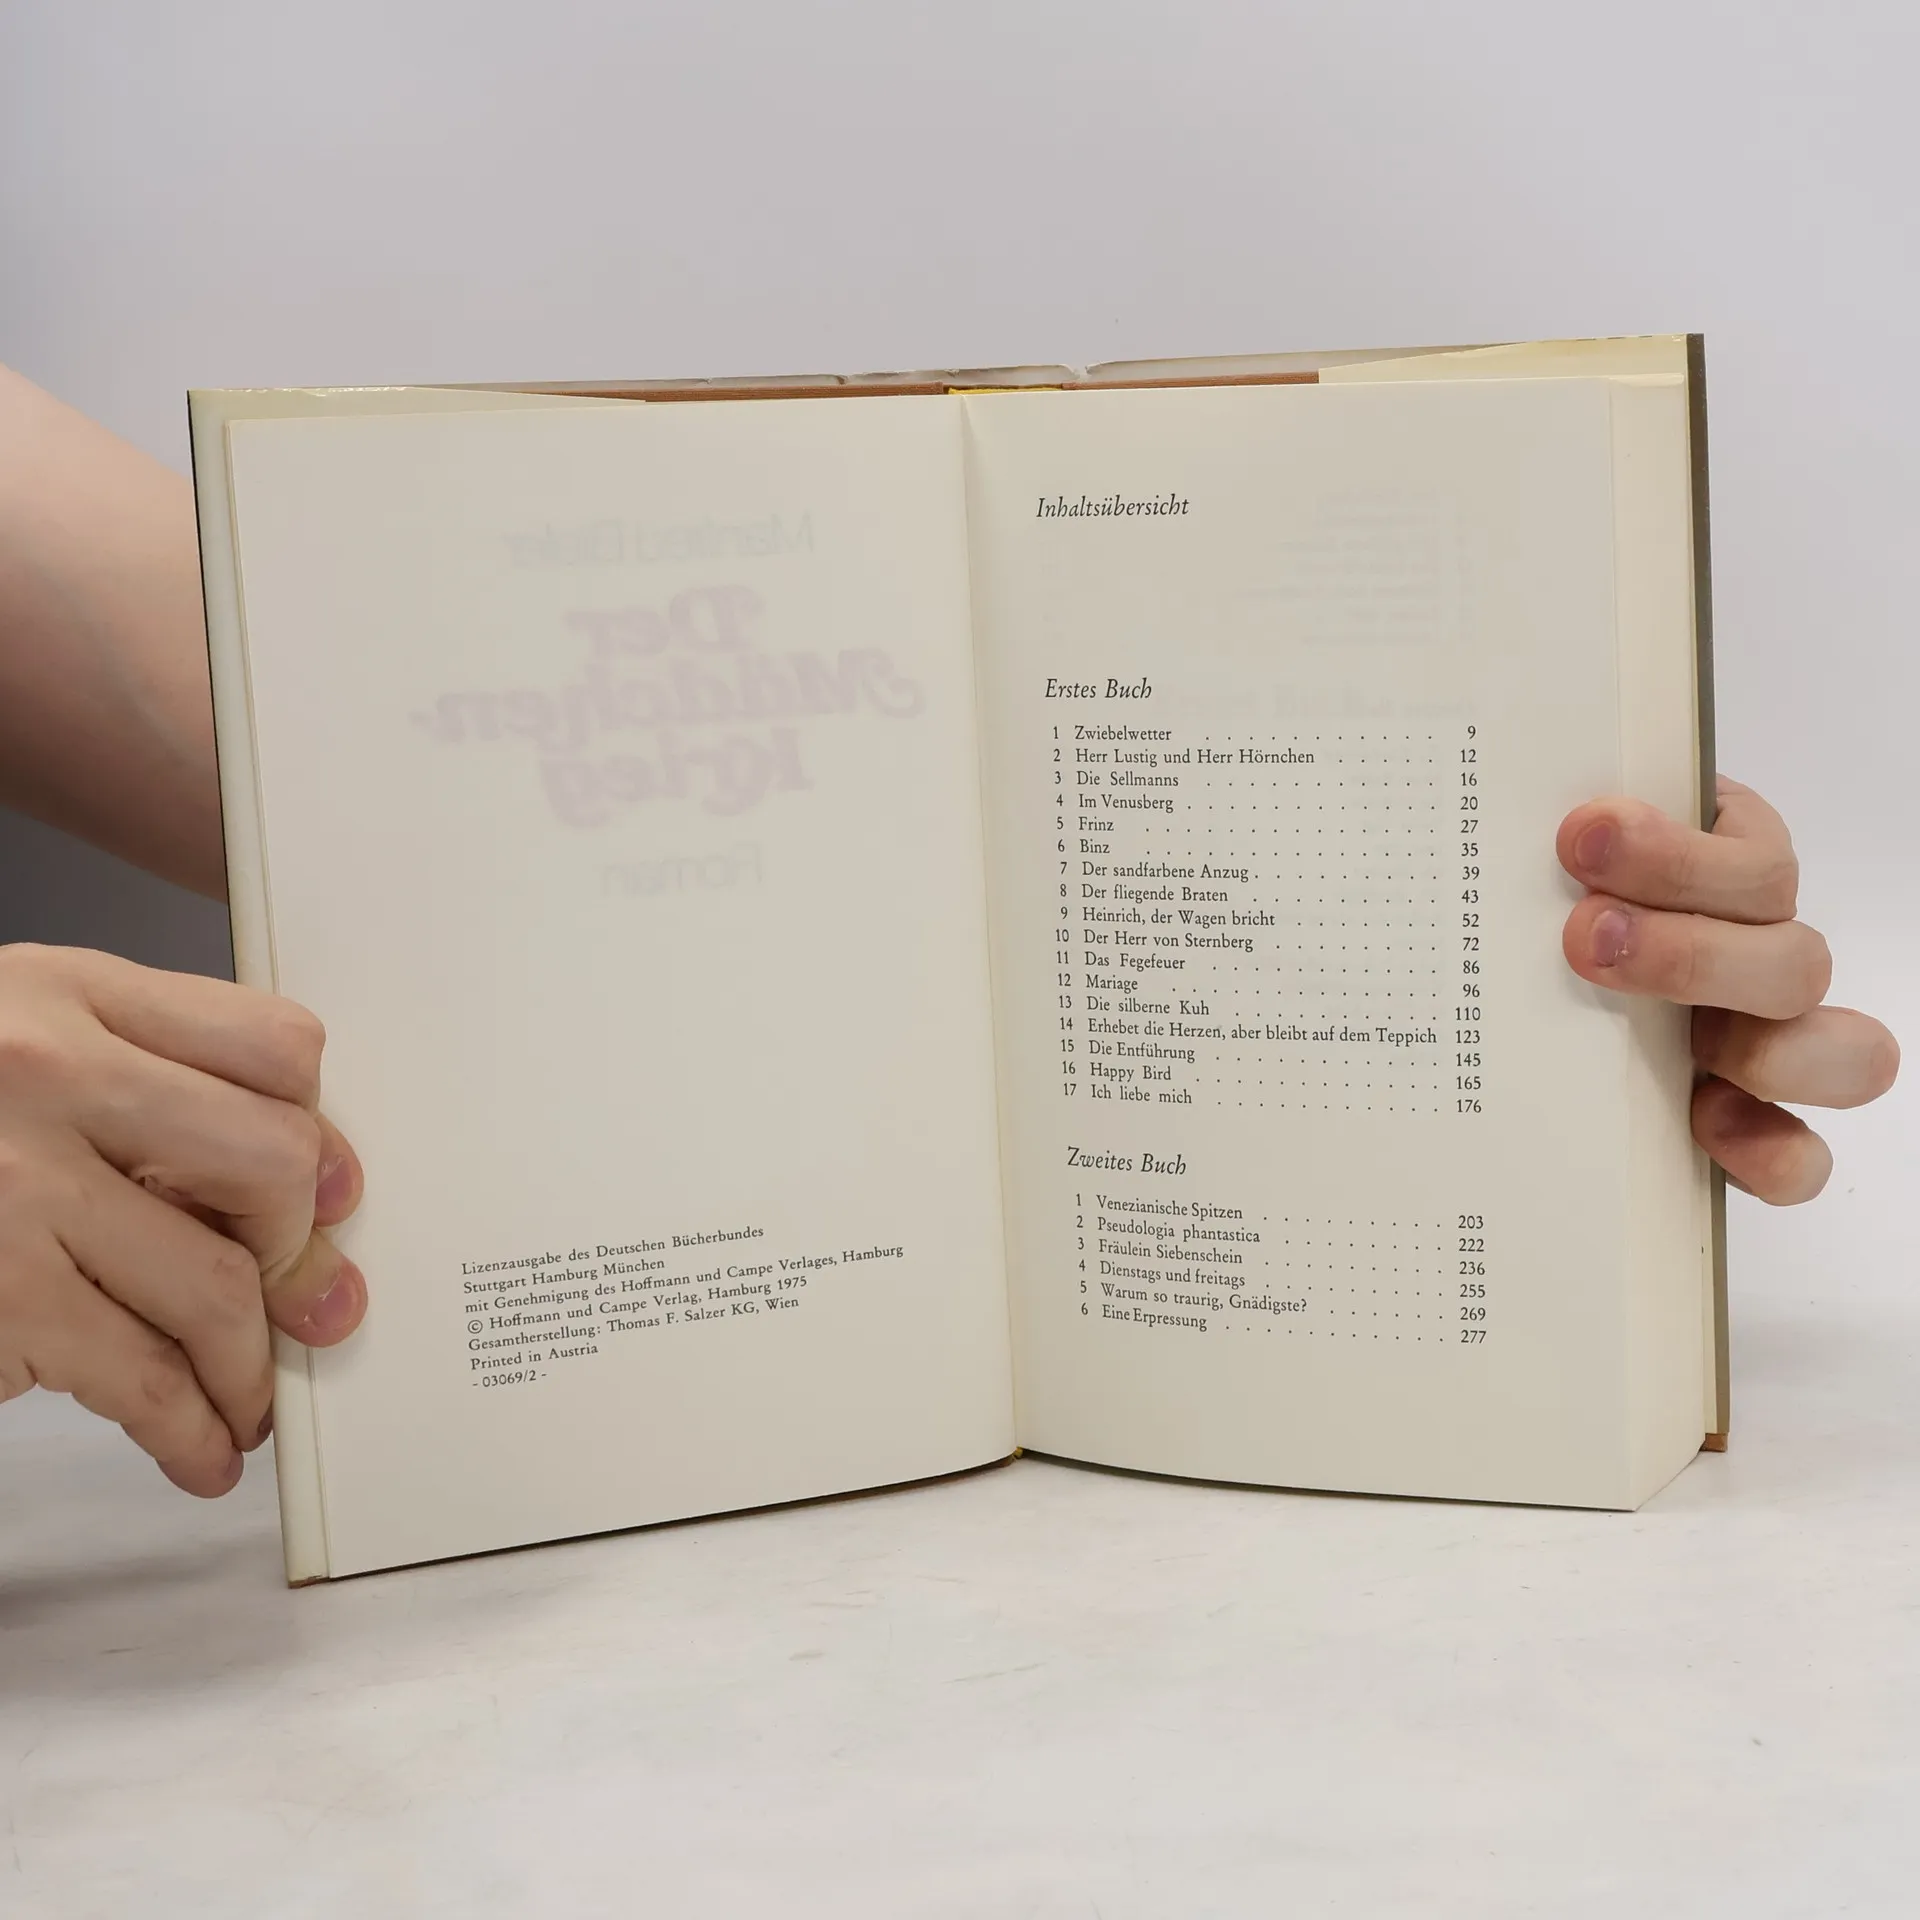 Manfred Bieler
Der
Mädchen-
krieg
Roman
Lizenzausgabe des Deutschen Bücherbundes
Stuttgart Hamburg München
mit Genehmigung des Hoffmann und Campe Verlages, Hamburg
© Hoffmann und Campe Verlag, Hamburg 1975
Gesamtherstellung: Thomas F. Salzer KG, Wien
Printed in Austria
- 03069/2 -
Inhaltsübersicht
Erstes Buch
1 Zwiebelwetter . . . . . . . . . . . 9
2 Herr Lustig und Herr Hörnchen . . . . . 12
3 Die Sellmanns . . . . . . . . . . . 16
4 Im Venusberg . . . . . . . . . . . . 20
5 Frinz . . . . . . . . . . . . . . 27
6 Binz . . . . . . . . . . . . . . 35
7 Der sandfarbene Anzug . . . . . . . . . 39
8 Der fliegende Braten . . . . . . . . . 43
9 Heinrich, der Wagen bricht . . . . . . . 52
10 Der Herr von Sternberg . . . . . . . . 72
11 Das Fegefeuer . . . . . . . . . . . 86
12 Mariage . . . . . . . . . . . . . 96
13 Die silberne Kuh . . . . . . . . . . 110
14 Erhebet die Herzen, aber bleibt auf dem Teppich 123
15 Die Entführung . . . . . . . . . . . 145
16 Happy Bird . . . . . . . . . . . . 165
17 Ich liebe mich . . . . . . . . . . . 176
Zweites Buch
1 Venezianische Spitzen . . . . . . . . . 203
2 Pseudologia phantastica . . . . . . . . 222
3 Fräulein Siebenschein . . . . . . . . . 236
4 Dienstags und freitags . . . . . . . . . 255
5 Warum so traurig, Gnädigste? . . . . . . 269
6 Eine Erpressung . . . . . . . . . . . 277